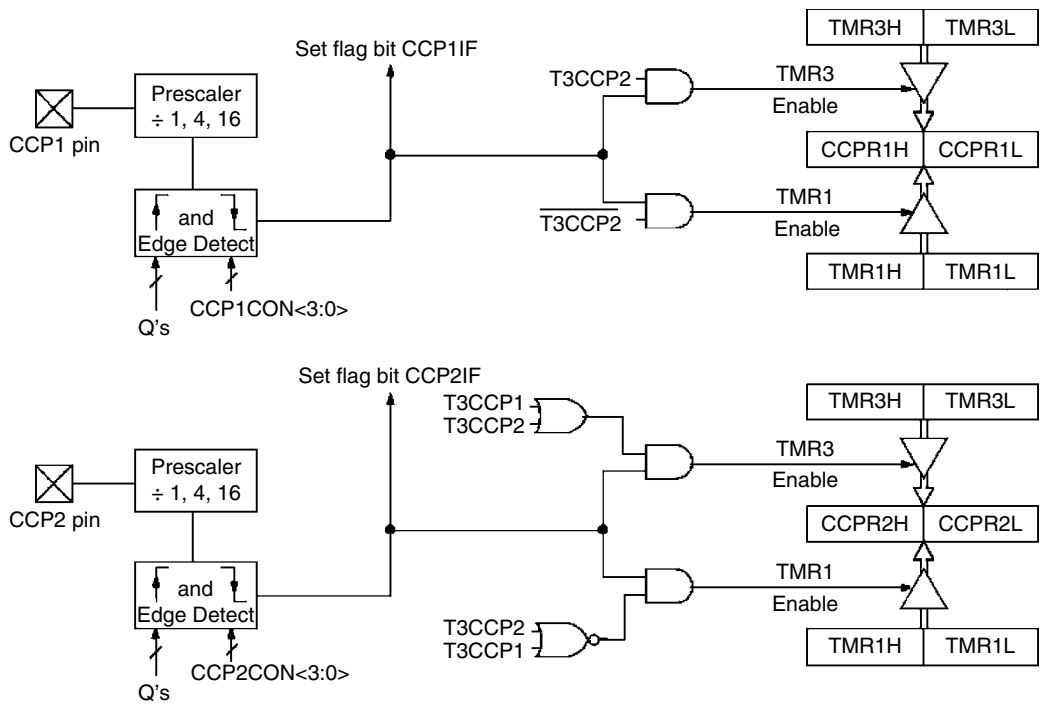 Set flag bit CCP1IF
TMR3H TMR3L
Prescaler
÷ 1, 4, 16
CCP1 pin
T3CCP2
TMR3
Enable
CCPR1H CCPR1L
and
Edge Detect
T3CCP2
TMR1
Enable
TMR1H TMR1L
CCP1CON<3:0>
Q's
Set flag bit CCP2IF
TMR3H TMR3L
T3CCP1
T3CCP2
Prescaler
÷ 1, 4, 16
CCP2 pin
TMR3
Enable
CCPR2H CCPR2L
and
Edge Detect
TMR1
Enable
T3CCP2
T3CCP1
TMR1H TMR1L
CCP2CON<3:0>
Q's